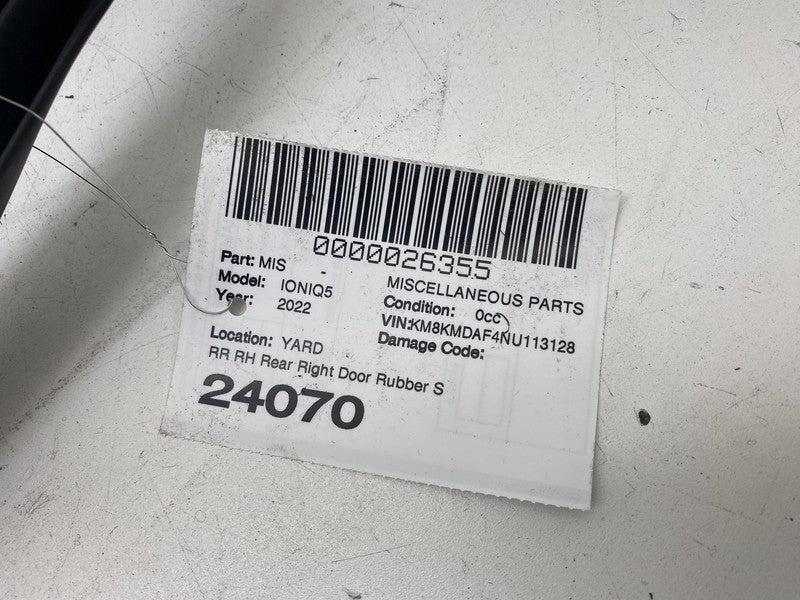 0000026355
Part: MIS - MISCELLANEOUS PARTS
Model: IONIQ5 Condition: 0cc
Year: 2022 VIN:KM8KMDAF4NU113128
Damage Code:
Location: YARD
RR RH Rear Right Door Rubber S
24070